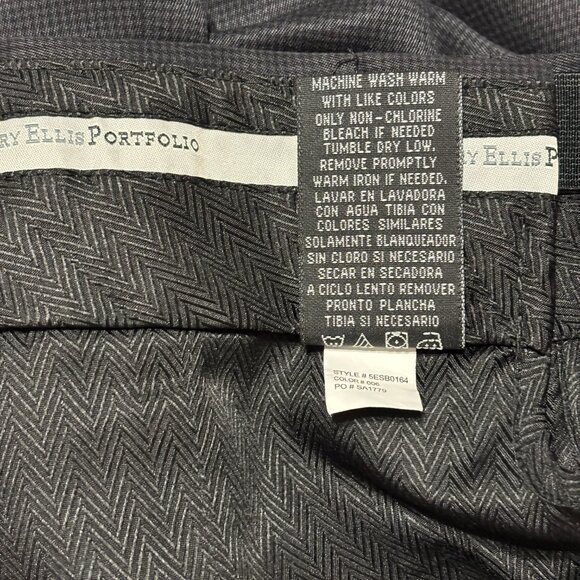 RY ELLIS PORTFOLIO
MACHINE WASH WARM
WITH LIKE COLORS
ONLY NON-CHLORINE
BLEACH IF NEEDED
TUMBLE DRY LOW.
REMOVE PROMPTLY
WARM IRON IF NEEDED.
LAVAR EN LAVADORA
CON AGUA TIBIA CON
COLORES SIMILARES
SOLAMENTE BLANQUEADOR
SIN CLORO SI NECESARIO
SECAR EN SECADORA
A CICLO LENTO REMOVER
PRONTO PLANCHA
TIBIA SI NECESARIO
RY ELLIS P
STYLE # 5ESB0164
COLOR # 006
PO # SA1779